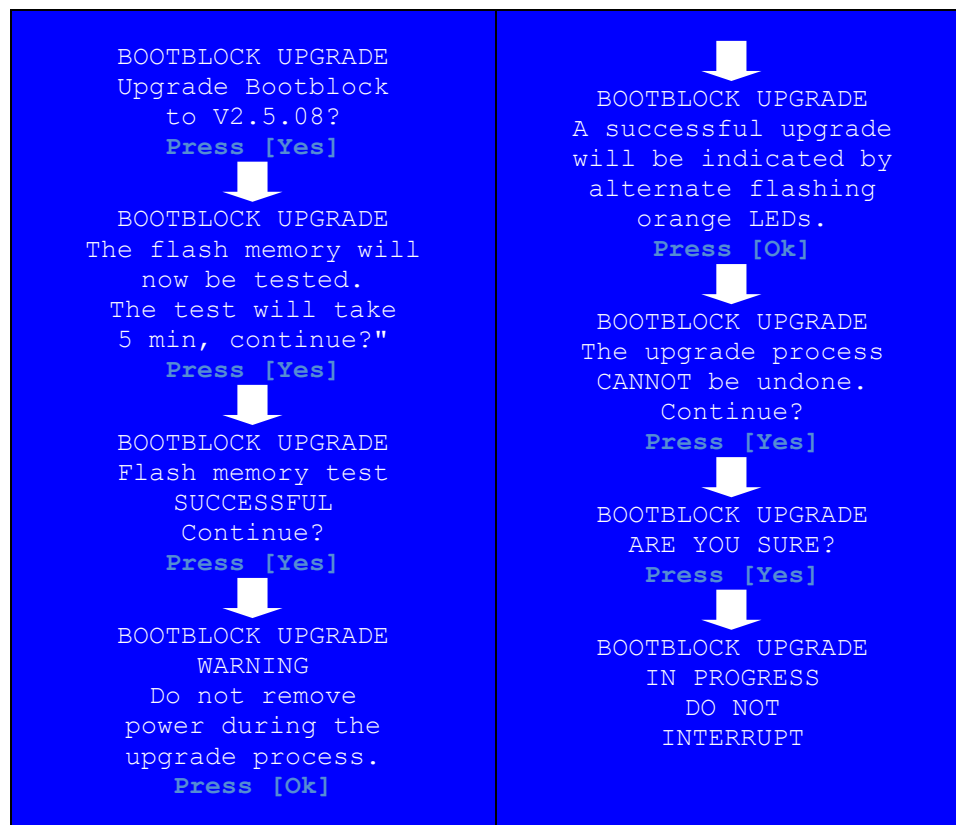 BOOTBLOCK UPGRADE
Upgrade Bootblock
to V2.5.08?
Press [Yes]
BOOTBLOCK UPGRADE
The flash memory will
now be tested.
The test will take
5 min, continue?"
Press [Yes]
BOOTBLOCK UPGRADE
Flash memory test
SUCCESSFUL
Continue?
Press [Yes]
BOOTBLOCK UPGRADE
WARNING
Do not remove
power during the
upgrade process.
Press [Ok]
BOOTBLOCK UPGRADE
A successful upgrade
will be indicated by
alternate flashing
orange LEDs.
Press [Ok]
BOOTBLOCK UPGRADE
The upgrade process
CANNOT be undone.
Continue?
Press [Yes]
BOOTBLOCK UPGRADE
ARE YOU SURE?
Press [Yes]
BOOTBLOCK UPGRADE
IN PROGRESS
DO NOT
INTERRUPT